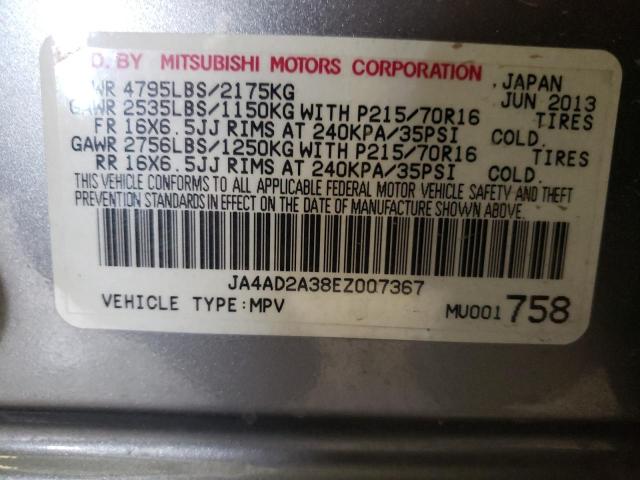 D. BY MITSUBISHI MOTORS CORPORATION
WR 4795LBS/2175KG JAPAN JUN 2013
GAWR 2535LBS/1150KG WITH P215/70R16 TIRES
FR 16X6.5JJ RIMS AT 240KPA/35PSI COLD.
GAWR 2756LBS/1250KG WITH P215/70R16 TIRES
RR 16X6.5JJ RIMS AT 240KPA/35PSI COLD.
THIS VEHICLE CONFORMS TO ALL APPLICABLE FEDERAL MOTOR VEHICLE SAFETY AND THEFT
PREVENTION STANDARDS IN EFFECT ON THE DATE OF MANUFACTURE SHOWN ABOVE.
JA4AD2A38EZ007367
VEHICLE TYPE:MPV MU001758